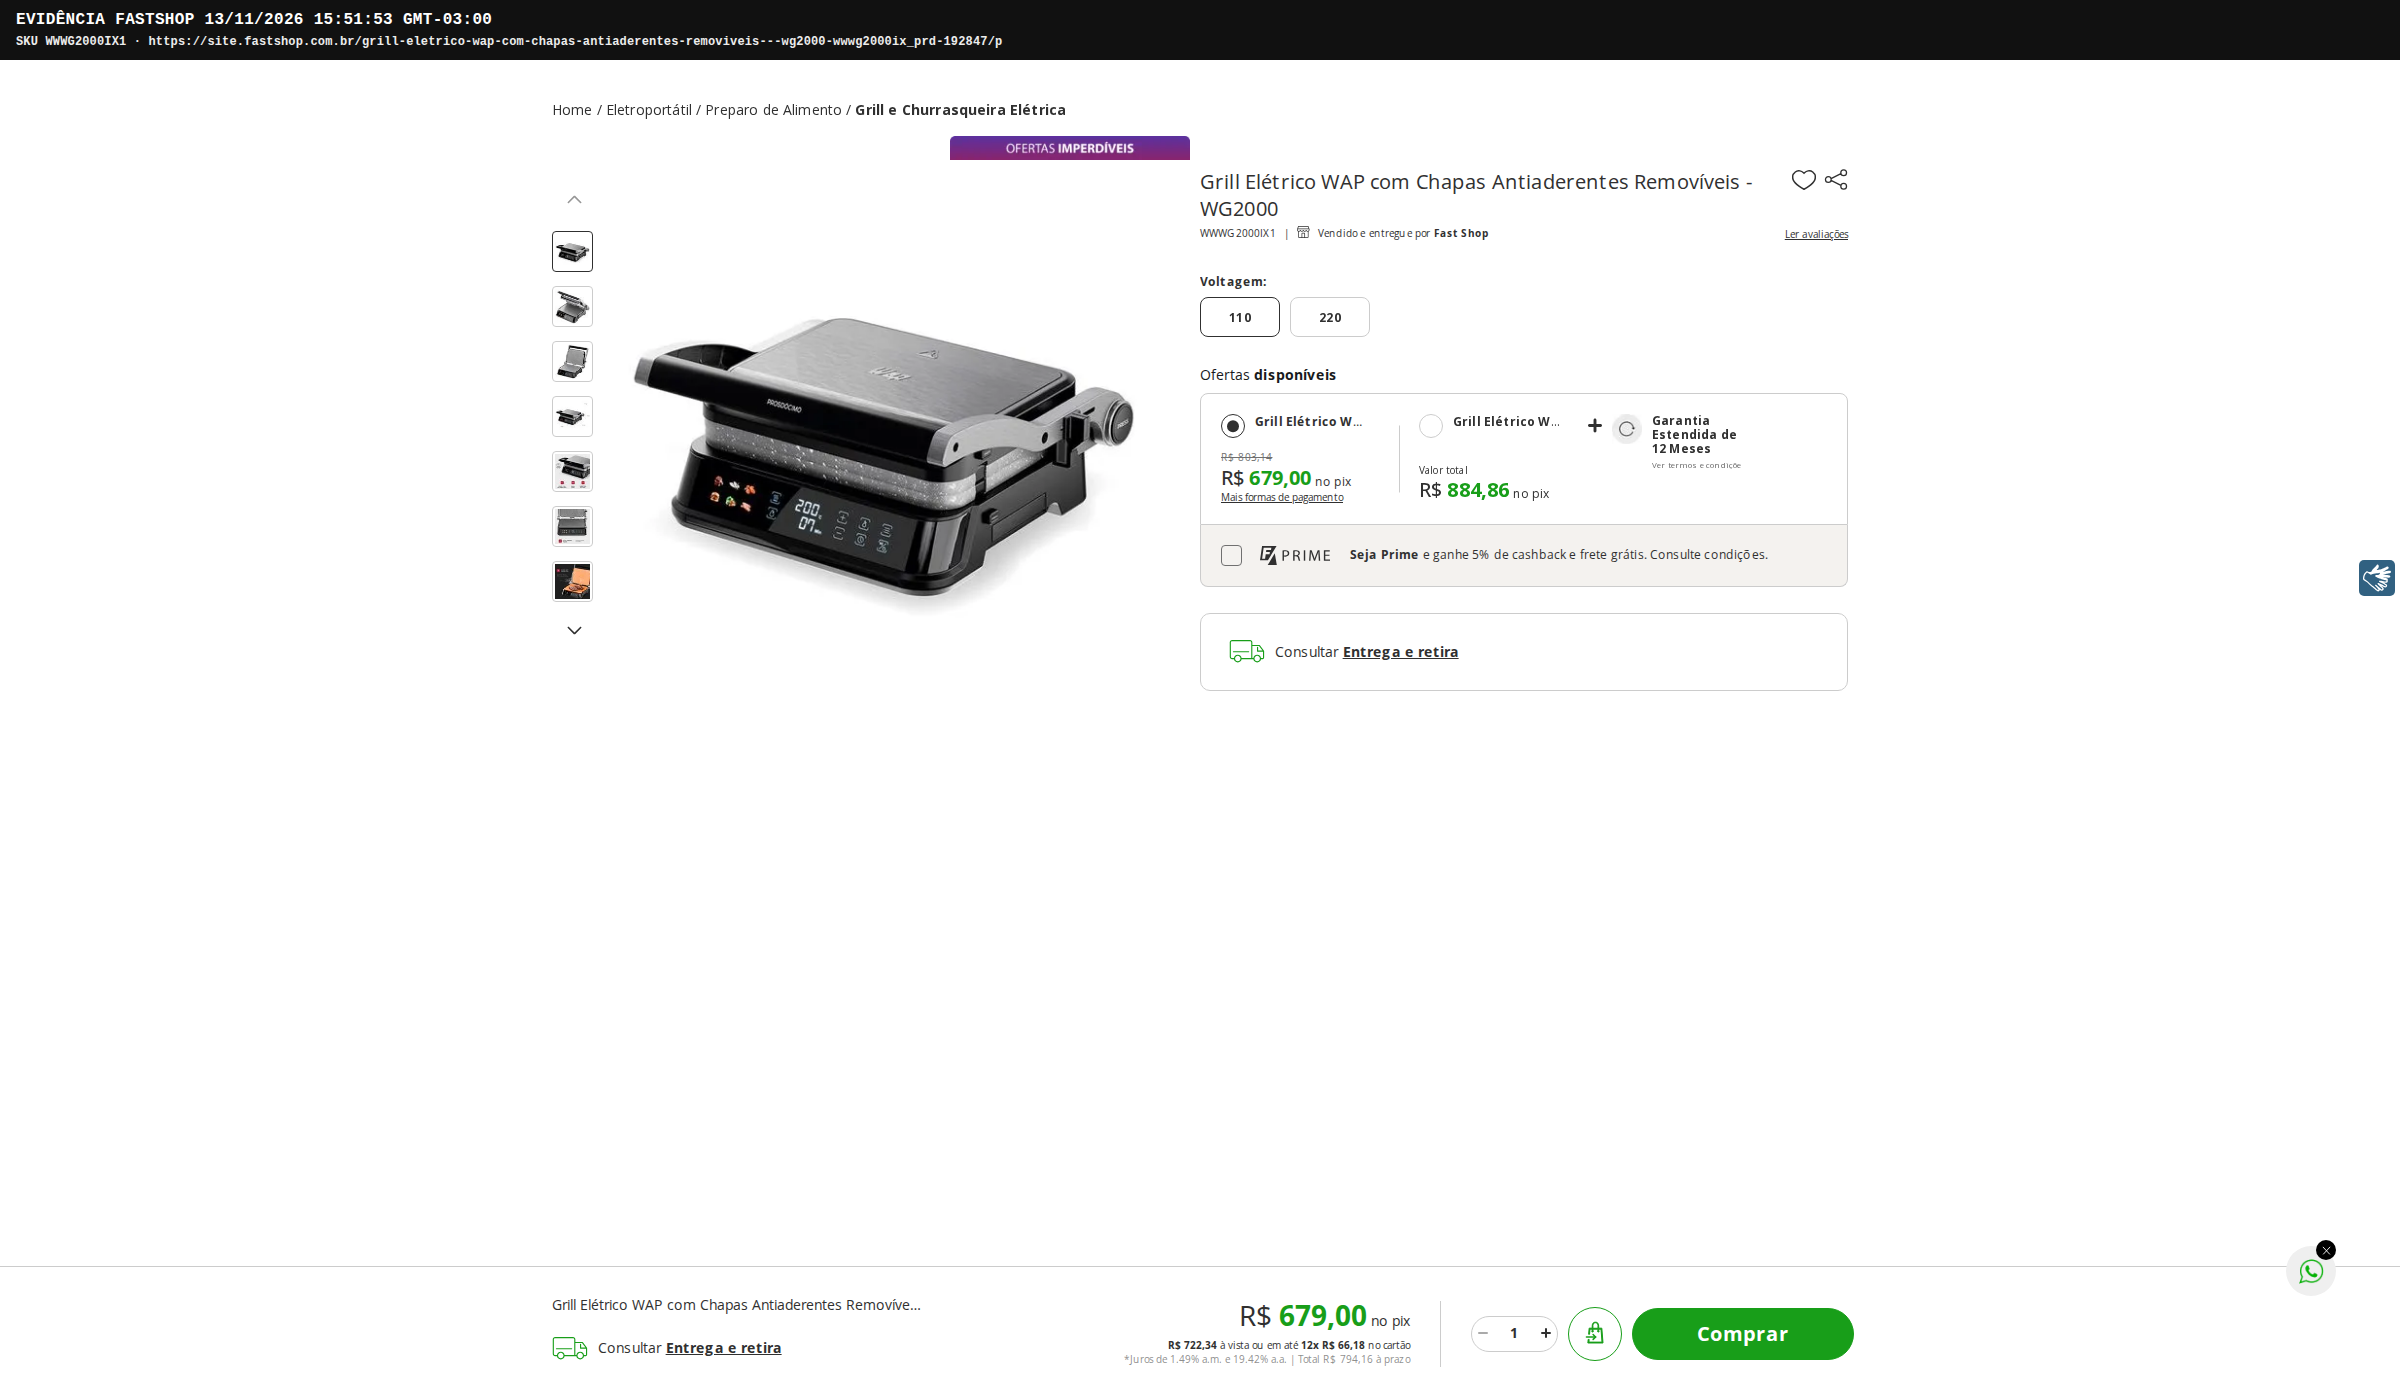 EVIDÊNCIA FASTSHOP 13/11/2026 15:51:53 GMT-03:00
SKU WWWG2000IX1 · https://site.fastshop.com.br/grill-eletrico-wap-com-chapas-antiaderentes-removiveis---wg2000-wwwg2000ix_prd-192847/p
Home / Eletroportátil / Preparo de Alimento / Grill e Churrasqueira Elétrica
OFERTAS IMPERDÍVEIS
Grill Elétrico WAP com Chapas Antiaderentes Removíveis -
WG2000
WWWG2000IX1 | Vendido e entregue por Fast Shop
Ler avaliações
Voltagem:
110 220
Ofertas disponíveis
Grill Elétrico W...
R$ 803,14
R$ 679,00 no pix
Mais formas de pagamento
Grill Elétrico W...
Valor total
R$ 884,86 no pix
+
Garantia
Estendida de
12 Meses
Ver termos e condiçõe
PRIME Seja Prime e ganhe 5% de cashback e frete grátis. Consulte condições.
Consultar Entrega e retira
WAP
PROSDÓCIMO
200
07
Grill Elétrico WAP com Chapas Antiaderentes Removíve...
Consultar Entrega e retira
R$ 679,00 no pix
R$ 722,34 à vista ou em até 12x R$ 66,18 no cartão
*Juros de 1.49% a.m. e 19.42% a.a. | Total R$ 794,16 à prazo
− 1 +
Comprar